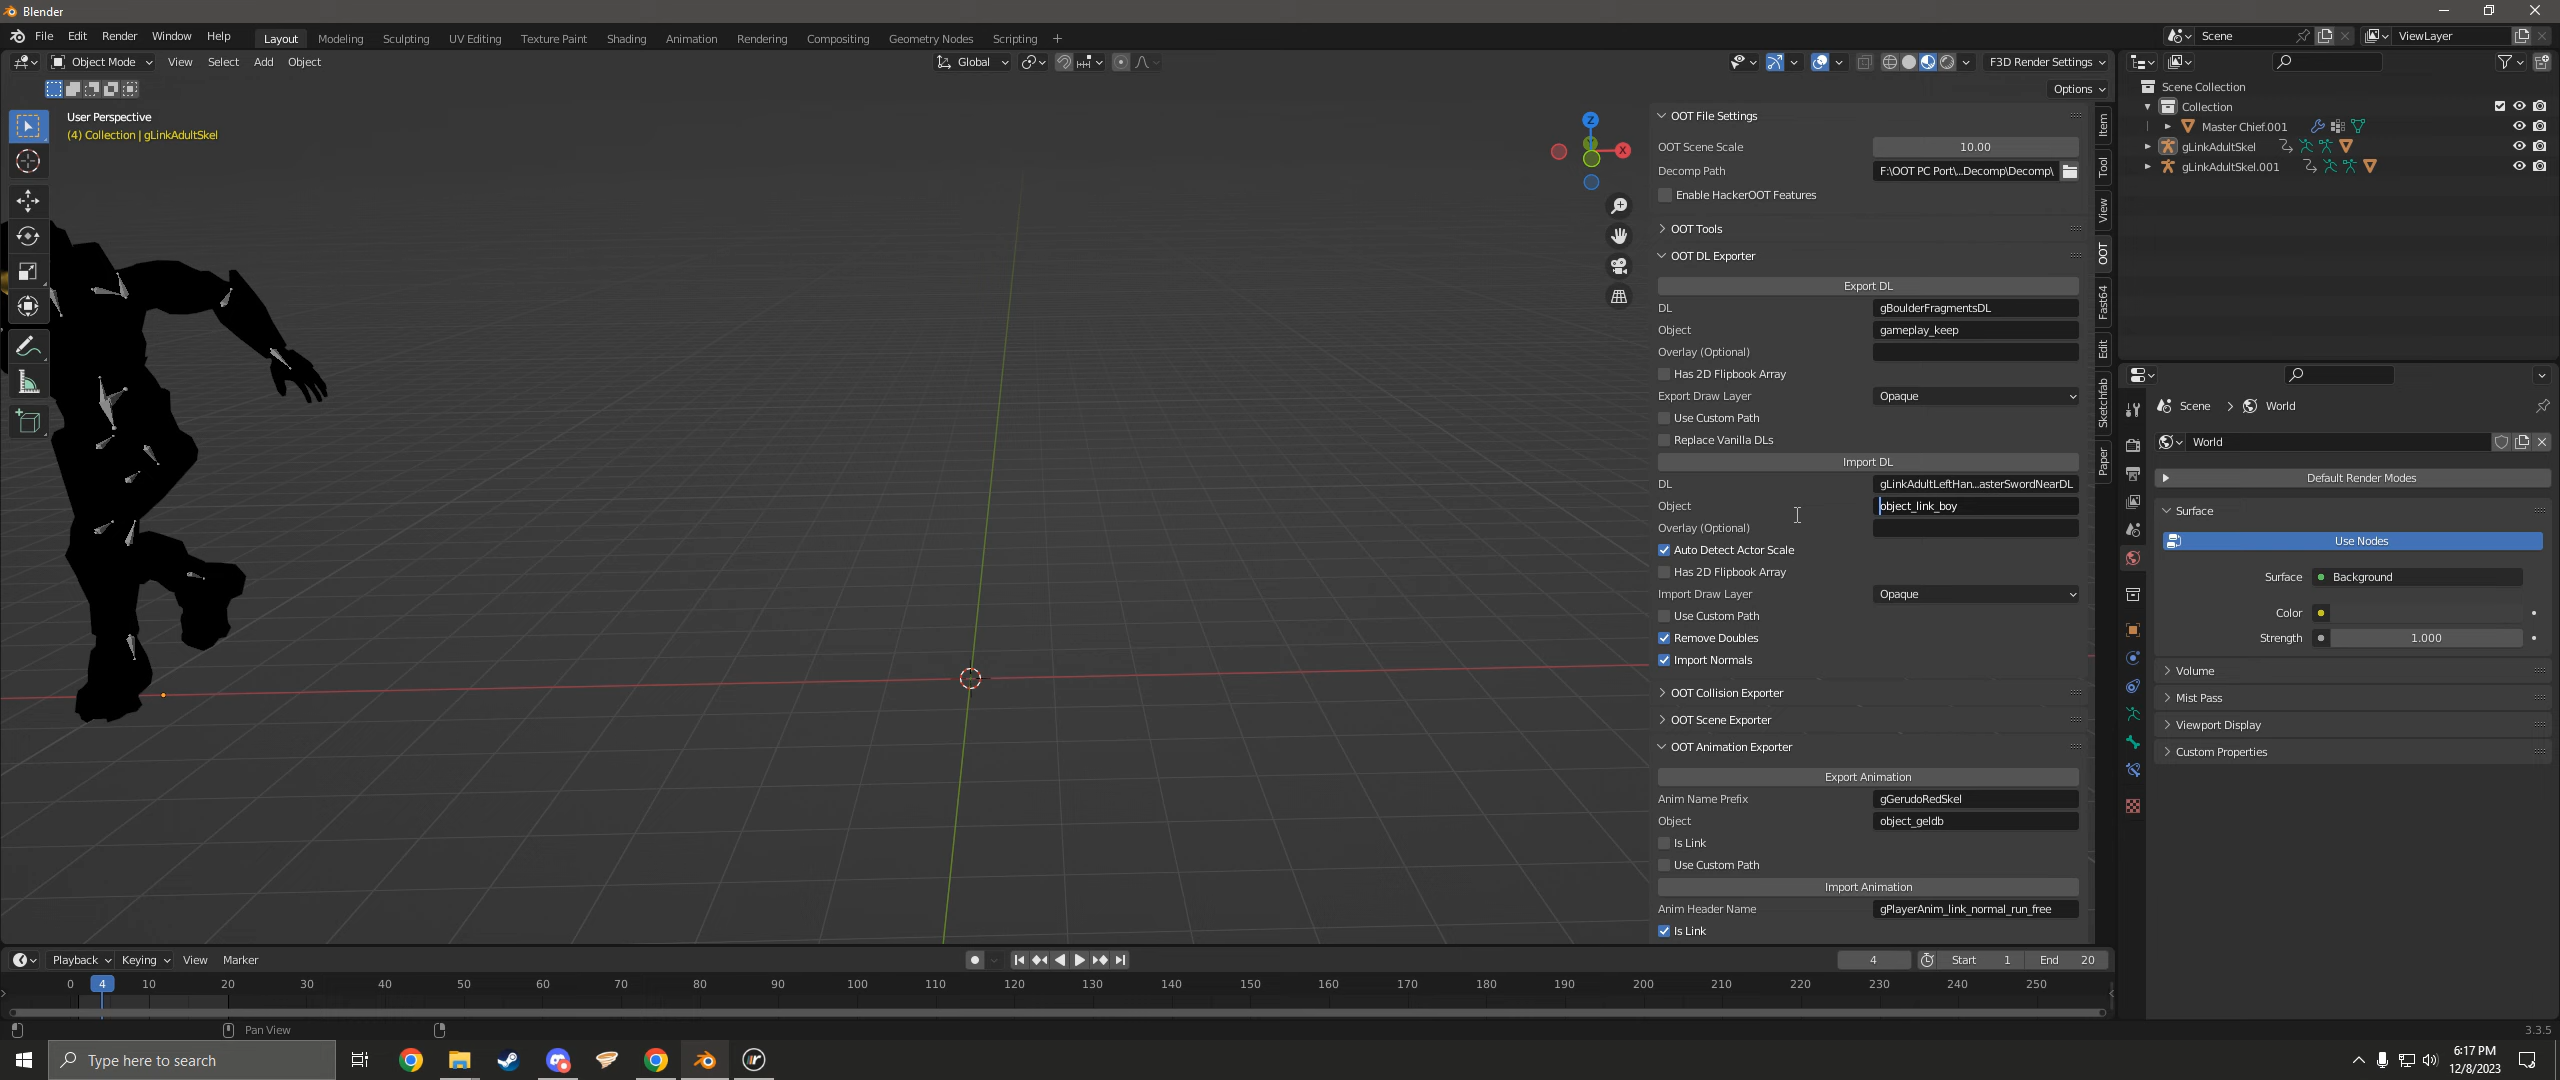 Blender
File Edit Render Window Help Layout Modeling Sculpting UV Editing Texture Paint Shading Animation Rendering Compositing Geometry Nodes Scripting + Scene ViewLayer
Object Mode View Select Add Object Global F3D Render Settings
Options
User Perspective
(4) Collection | gLinkAdultSkel
Z
X
OOT File Settings
OOT Scene Scale 10.00
Decomp Path F:\OOT PC Port\...Decomp\Decomp\
Enable HackerOOT Features
OOT Tools
OOT DL Exporter
Export DL
DL gBoulderFragmentsDL
Object gameplay_keep
Overlay (Optional)
Has 2D Flipbook Array
Export Draw Layer Opaque
Use Custom Path
Replace Vanilla DLs
Import DL
DL gLinkAdultLeftHan...asterSwordNearDL
Object object_link_boy
Overlay (Optional)
Auto Detect Actor Scale
Has 2D Flipbook Array
Import Draw Layer Opaque
Use Custom Path
Remove Doubles
Import Normals
OOT Collision Exporter
OOT Scene Exporter
OOT Animation Exporter
Export Animation
Anim Name Prefix gGerudoRedSkel
Object object_geldb
Is Link
Use Custom Path
Import Animation
Anim Header Name gPlayerAnim_link_normal_run_free
Is Link
Item
Tool
View
OOT
Fast64
Edit
Sketchfab
Paper
Scene Collection
Collection
Master Chief.001
gLinkAdultSkel
gLinkAdultSkel.001
Scene > World
World
Default Render Modes
Surface
Use Nodes
Surface Background
Color
Strength 1.000
Volume
Mist Pass
Viewport Display
Custom Properties
Playback Keying View Marker 4 Start 1 End 20
0 4 10 20 30 40 50 60 70 80 90 100 110 120 130 140 150 160 170 180 190 200 210 220 230 240 250
Pan View 3.3.5
Type here to search 6:17 PM
12/8/2023